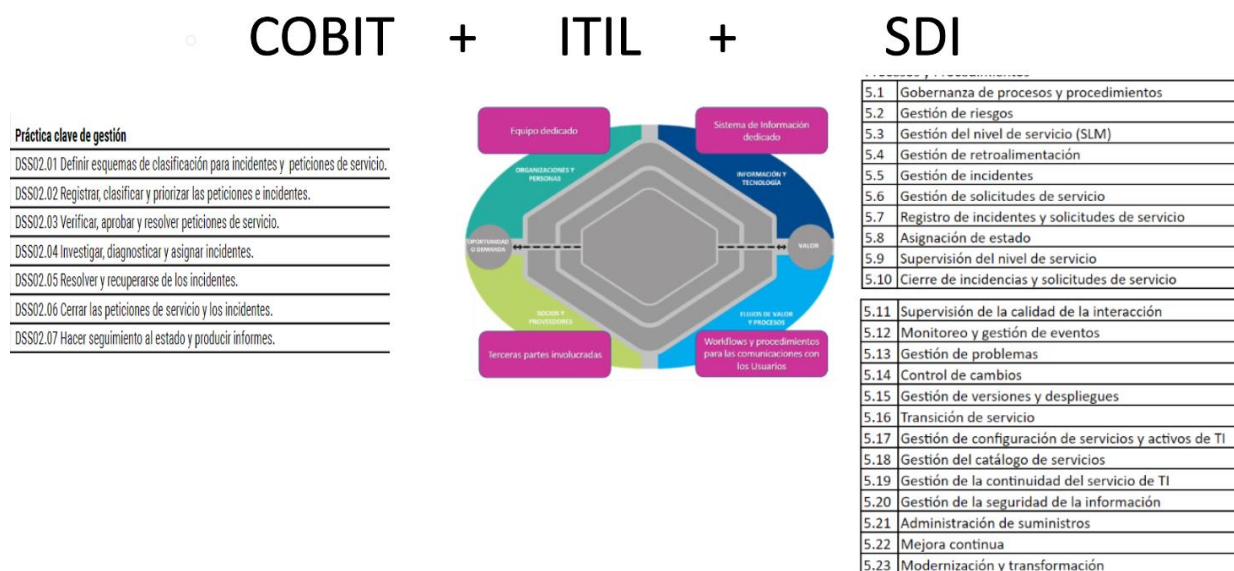 COBIT + ITIL + SDI
Práctica clave de gestión
DSS02.01 Definir esquemas de clasificación para incidentes y peticiones de servicio.
DSS02.02 Registrar, clasificar y priorizar las peticiones e incidentes.
DSS02.03 Verificar, aprobar y resolver peticiones de servicio.
DSS02.04 Investigar, diagnosticar y asignar incidentes.
DSS02.05 Resolver y recuperarse de los incidentes.
DSS02.06 Cerrar las peticiones de servicio y los incidentes.
DSS02.07 Hacer seguimiento al estado y producir informes.
Equipo dedicado
Sistema de Información
dedicado
ORGANIZACIONES Y
PERSONAS
INFORMACIÓN Y
TECNOLOGÍA
OPORTUNIDAD
O DEMANDA
VALOR
SOCIOS Y
PROVEEDORES
FLUJOS DE VALOR
Y PROCESOS
Terceras partes involucradas
Workflows y procedimientos
para las comunicaciones con
los Usuarios
5.1 Gobernanza de procesos y procedimientos
5.2 Gestión de riesgos
5.3 Gestión del nivel de servicio (SLM)
5.4 Gestión de retroalimentación
5.5 Gestión de incidentes
5.6 Gestión de solicitudes de servicio
5.7 Registro de incidentes y solicitudes de servicio
5.8 Asignación de estado
5.9 Supervisión del nivel de servicio
5.10 Cierre de incidencias y solicitudes de servicio
5.11 Supervisión de la calidad de la interacción
5.12 Monitoreo y gestión de eventos
5.13 Gestión de problemas
5.14 Control de cambios
5.15 Gestión de versiones y despliegues
5.16 Transición de servicio
5.17 Gestión de configuración de servicios y activos de TI
5.18 Gestión del catálogo de servicios
5.19 Gestión de la continuidad del servicio de TI
5.20 Gestión de la seguridad de la información
5.21 Administración de suministros
5.22 Mejora continua
5.23 Modernización y transformación